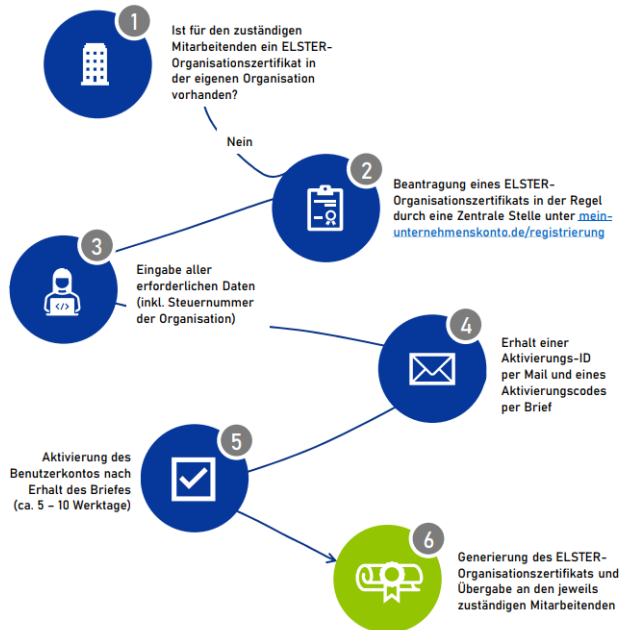 1
Ist für den zuständigen
Mitarbeitenden ein ELSTER-
Organisationszertifikat in
der eigenen Organisation
vorhanden?
Nein
2
Beantragung eines ELSTER-
Organisationszertifikats in der Regel
durch eine Zentrale Stelle unter mein-
unternehmenskonto.de/registrierung
3
Eingabe aller
erforderlichen Daten
(inkl. Steuernummer
der Organisation)
4
Erhalt einer
Aktivierungs-ID
per Mail und eines
Aktivierungscodes
per Brief
5
Aktivierung des
Benutzerkontos nach
Erhalt des Briefes
(ca. 5 – 10 Werktage)
6
Generierung des ELSTER-
Organisationszertifikats und
Übergabe an den jeweils
zuständigen Mitarbeitenden